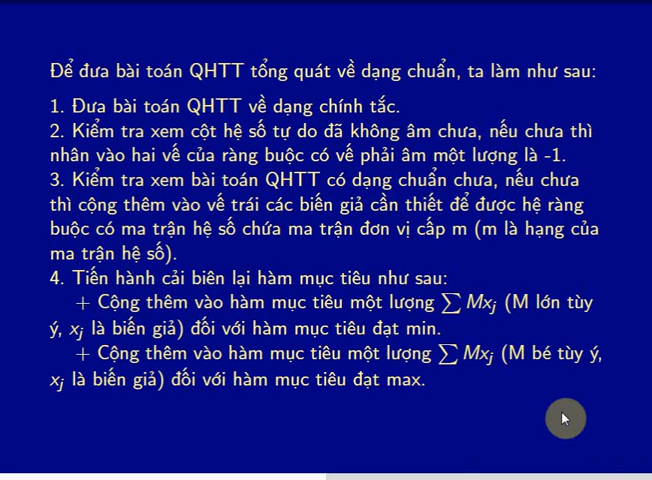 Để đưa bài toán QHTT tổng quát về dạng chuẩn, ta làm như sau:
1. Đưa bài toán QHTT về dạng chính tắc.
2. Kiểm tra xem cột hệ số tự do đã không âm chưa, nếu chưa thì
nhân vào hai vế của ràng buộc có vế phải âm một lượng là -1.
3. Kiểm tra xem bài toán QHTT có dạng chuẩn chưa, nếu chưa
thì cộng thêm vào vế trái các biến giả cần thiết để được hệ ràng
buộc có ma trận hệ số chứa ma trận đơn vị cấp m (m là hạng của
ma trận hệ số).
4. Tiến hành cải biên lại hàm mục tiêu như sau:
+ Cộng thêm vào hàm mục tiêu một lượng ∑ Mxⱼ (M lớn tùy
ý, xⱼ là biến giả) đối với hàm mục tiêu đạt min.
+ Cộng thêm vào hàm mục tiêu một lượng ∑ Mxⱼ (M bé tùy ý,
xⱼ là biến giả) đối với hàm mục tiêu đạt max.